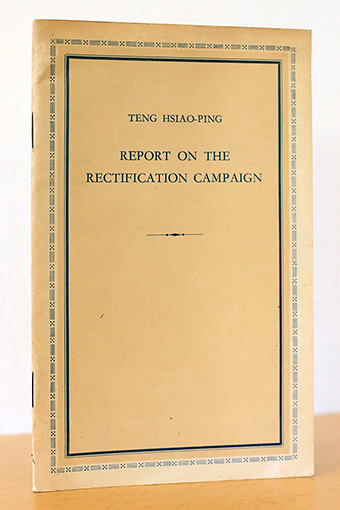 TENG HSIAO-PING
REPORT ON THE
RECTIFICATION CAMPAIGN